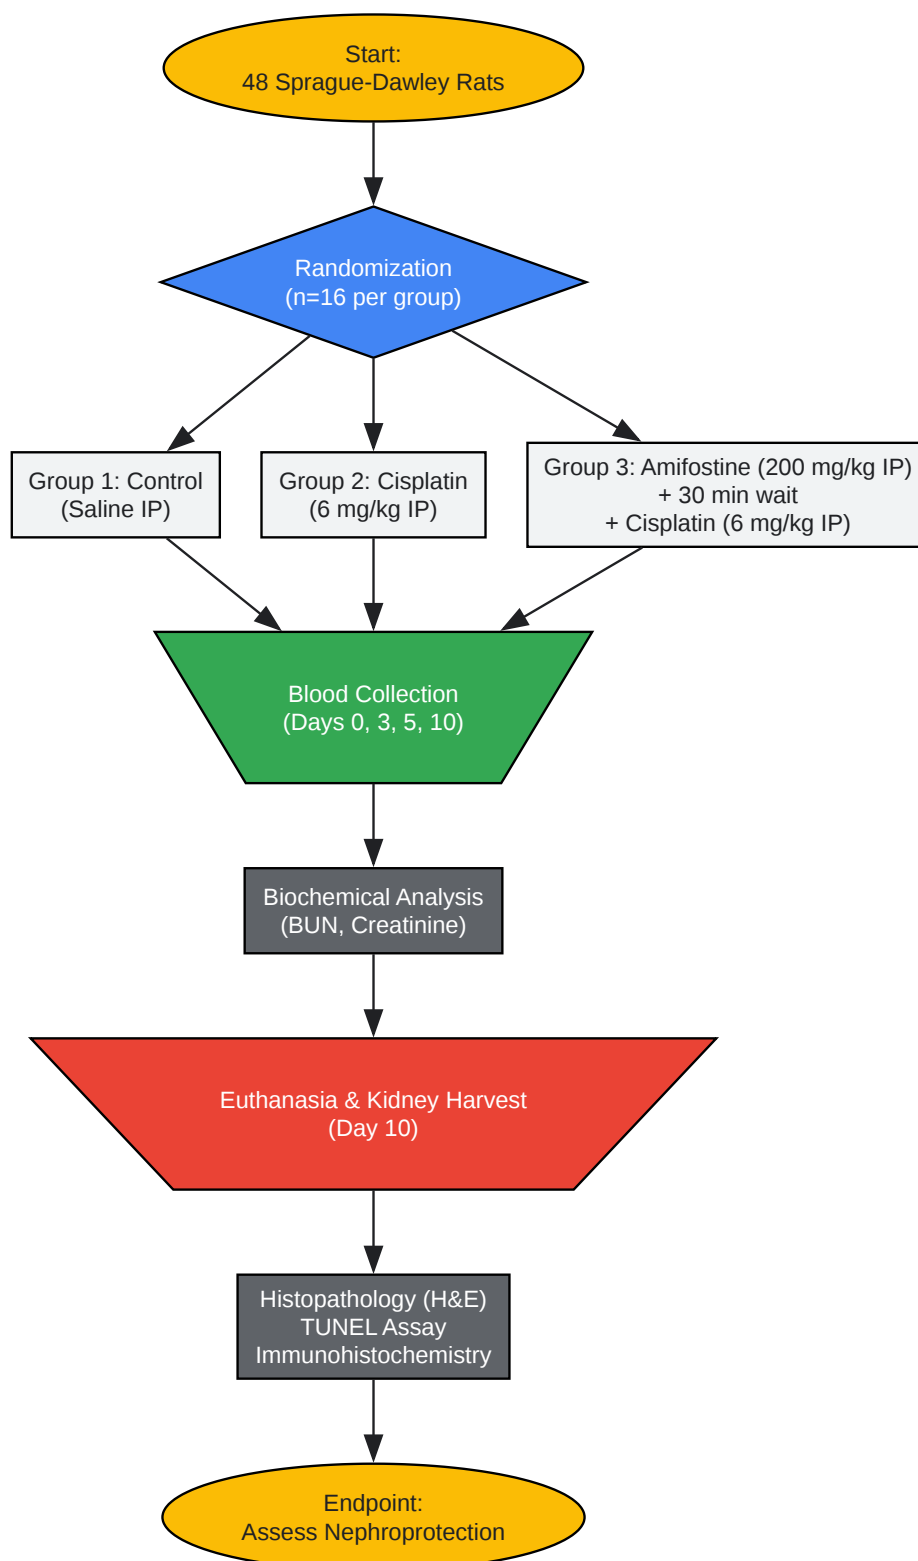 Start:
48 Sprague-Dawley Rats
Randomization
(n=16 per group)
Group 1: Control
(Saline IP)
Group 2: Cisplatin
(6 mg/kg IP)
Group 3: Amifostine (200 mg/kg IP)
+ 30 min wait
+ Cisplatin (6 mg/kg IP)
Blood Collection
(Days 0, 3, 5, 10)
Biochemical Analysis
(BUN, Creatinine)
Euthanasia & Kidney Harvest
(Day 10)
Histopathology (H&E)
TUNEL Assay
Immunohistochemistry
Endpoint:
Assess Nephroprotection